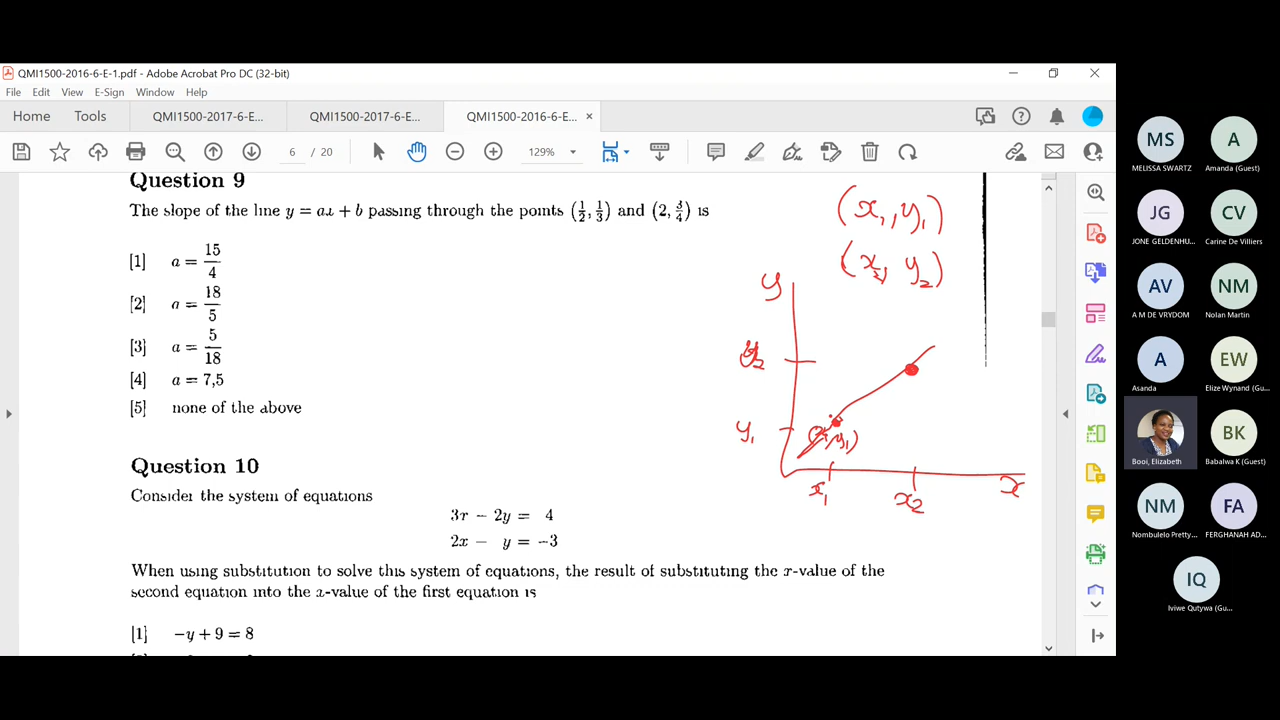 QMI1500-2016-6-E-1.pdf - Adobe Acrobat Pro DC (32-bit)
File Edit View E-Sign Window Help
Home Tools QMI1500-2017-6-E... QMI1500-2017-6-E... QMI1500-2016-6-E... ×
6 / 20 129%
Question 9
The slope of the line y = ax + b passing through the points (1/2, 1/3) and (2, 3/4) is
[1] a = 15/4
[2] a = 18/5
[3] a = 5/18
[4] a = 7,5
[5] none of the above
(x₁, y₁)
(x₂, y₂)
y
y₂
y₁
(x₁, y₁)
x₁ x₂ x
Question 10
Consider the system of equations
3x − 2y = 4
2x − y = −3
When using substitution to solve this system of equations, the result of substituting the x-value of the
second equation into the x-value of the first equation is
[1] −y + 9 = 8
MS A
MELISSA SWARTZ Amanda (Guest)
JG CV
JONE GELDENHU... Carine De Villiers
AV NM
A M DE VRYDOM Nolan Martin
A EW
Asanda Elize Wynand (Gu...
BK
Booi, Elizabeth Babalwa K (Guest)
NM FA
Nombulelo Pretty... FERGHANAH AD...
IQ
Iviwe Qutywa (Gu...